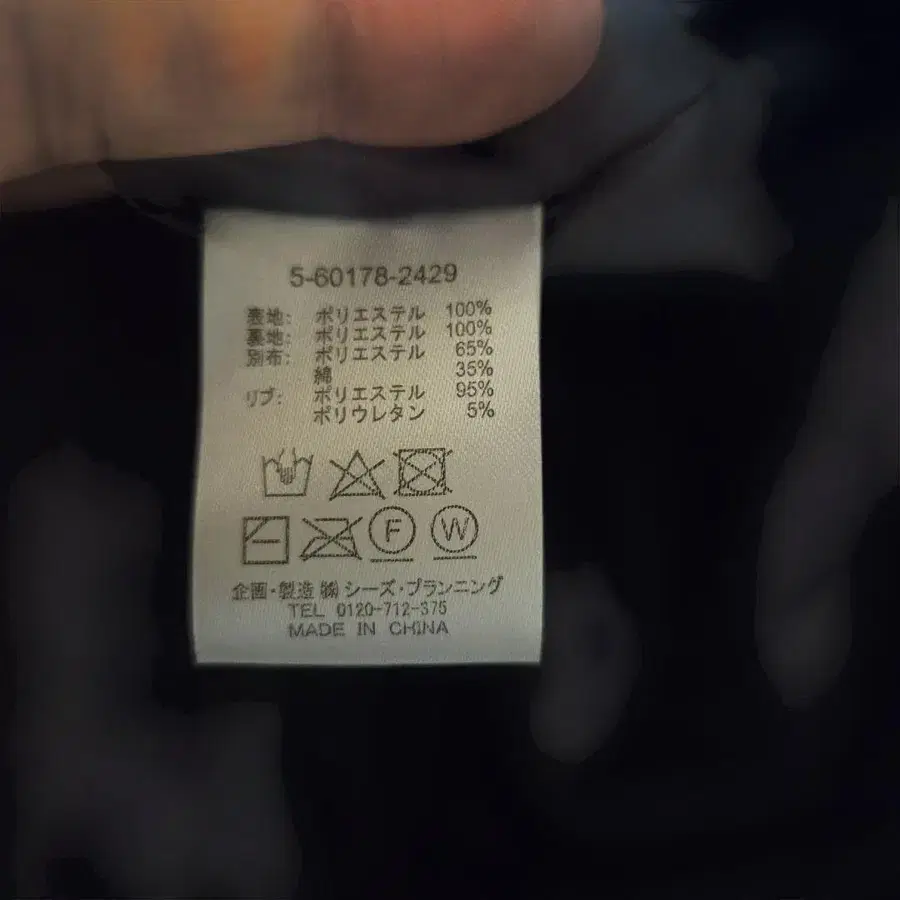 5-60178-2429
表地: ポリエステル 100%
裏地: ポリエステル 100%
別布: ポリエステル 65%
綿 35%
リブ: ポリエステル 95%
ポリウレタン 5%
F W
企画・製造 ㈱ シーズ・プランニング
TEL 0120-712-375
MADE IN CHINA